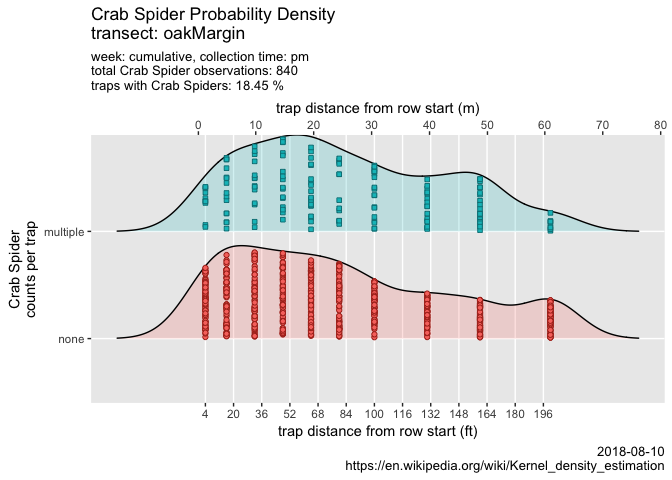 Crab Spider Probability Density
transect: oakMargin
week: cumulative, collection time: pm
total Crab Spider observations: 840
traps with Crab Spiders: 18.45 %
trap distance from row start (m)
0 10 20 30 40 50 60 70 80
Crab Spider
counts per trap
multiple
none
4 20 36 52 68 84 100 116 132 148 164 180 196
trap distance from row start (ft)
2018-08-10
https://en.wikipedia.org/wiki/Kernel_density_estimation